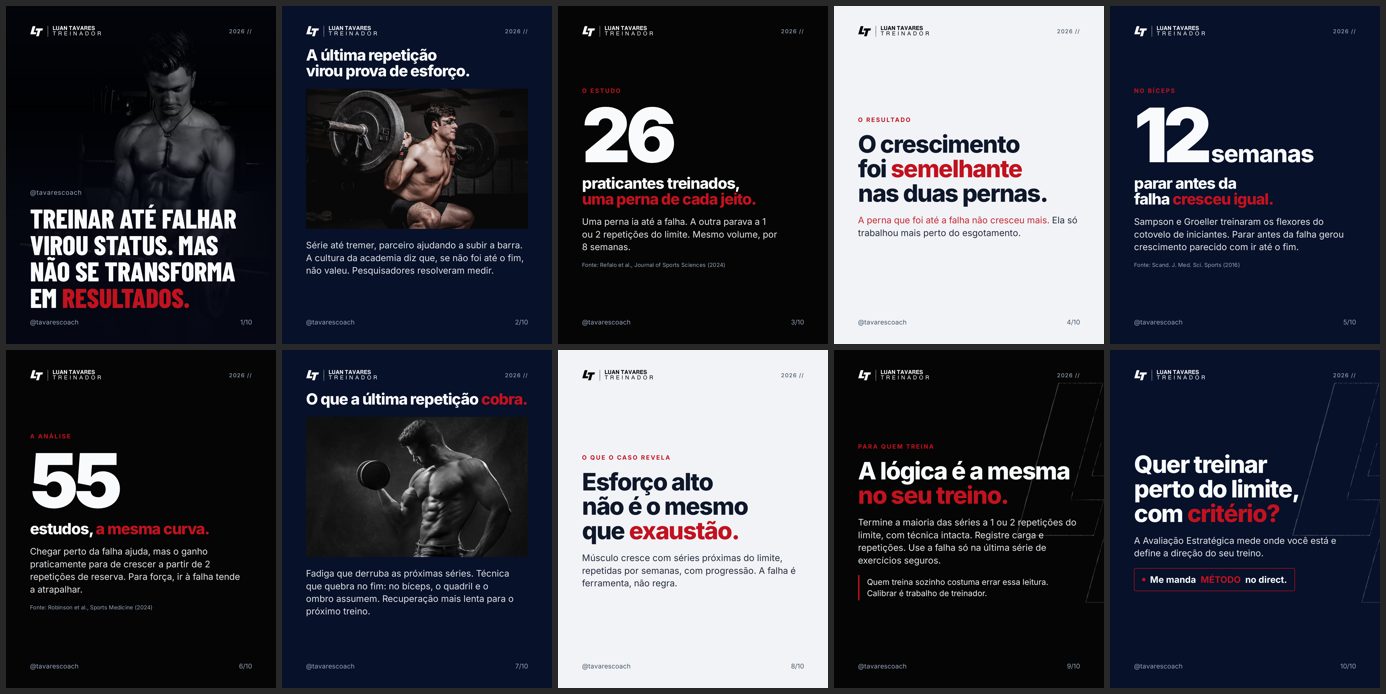 LT LUAN TAVARES
TREINADOR
2026 //
@tavarescoach
TREINAR ATÉ FALHAR
VIROU STATUS. MAS
NÃO SE TRANSFORMA
EM RESULTADOS.
@tavarescoach
1/10
LT LUAN TAVARES
TREINADOR
2026 //
A última repetição
virou prova de esforço.
Série até tremer, parceiro ajudando a subir a barra.
A cultura da academia diz que, se não foi até o fim,
não valeu. Pesquisadores resolveram medir.
@tavarescoach
2/10
LT LUAN TAVARES
TREINADOR
2026 //
O ESTUDO
26
praticantes treinados,
uma perna de cada jeito.
Uma perna ia até a falha. A outra parava a 1
ou 2 repetições do limite. Mesmo volume, por
8 semanas.
Fonte: Refalo et al., Journal of Sports Sciences (2024)
@tavarescoach
3/10
LT LUAN TAVARES
TREINADOR
2026 //
O RESULTADO
O crescimento
foi semelhante
nas duas pernas.
A perna que foi até a falha não cresceu mais. Ela só
trabalhou mais perto do esgotamento.
@tavarescoach
4/10
LT LUAN TAVARES
TREINADOR
2026 //
NO BÍCEPS
12 semanas
parar antes da
falha cresceu igual.
Sampson e Groeller treinaram os flexores do
cotovelo de iniciantes. Parar antes da falha gerou
crescimento parecido com ir até o fim.
Fonte: Scand. J. Med. Sci. Sports (2016)
@tavarescoach
5/10
LT LUAN TAVARES
TREINADOR
2026 //
A ANÁLISE
55
estudos, a mesma curva.
Chegar perto da falha ajuda, mas o ganho
praticamente para de crescer a partir de 2
repetições de reserva. Para força, ir à falha tende
a atrapalhar.
Fonte: Robinson et al., Sports Medicine (2024)
@tavarescoach
6/10
LT LUAN TAVARES
TREINADOR
2026 //
O que a última repetição cobra.
Fadiga que derruba as próximas séries. Técnica
que quebra no fim: no bíceps, o quadril e o
ombro assumem. Recuperação mais lenta para o
próximo treino.
@tavarescoach
7/10
LT LUAN TAVARES
TREINADOR
2026 //
O QUE O CASO REVELA
Esforço alto
não é o mesmo
que exaustão.
Músculo cresce com séries próximas do limite,
repetidas por semanas, com progressão. A falha é
ferramenta, não regra.
@tavarescoach
8/10
LT LUAN TAVARES
TREINADOR
2026 //
PARA QUEM TREINA
A lógica é a mesma
no seu treino.
Termine a maioria das séries a 1 ou 2 repetições do
limite, com técnica intacta. Registre carga e
repetições. Use a falha só na última série de
exercícios seguros.
Quem treina sozinho costuma errar essa leitura.
Calibrar é trabalho de treinador.
@tavarescoach
9/10
LT LUAN TAVARES
TREINADOR
2026 //
Quer treinar
perto do limite,
com critério?
A Avaliação Estratégica mede onde você está e
define a direção do seu treino.
Me manda MÉTODO no direct.
@tavarescoach
10/10